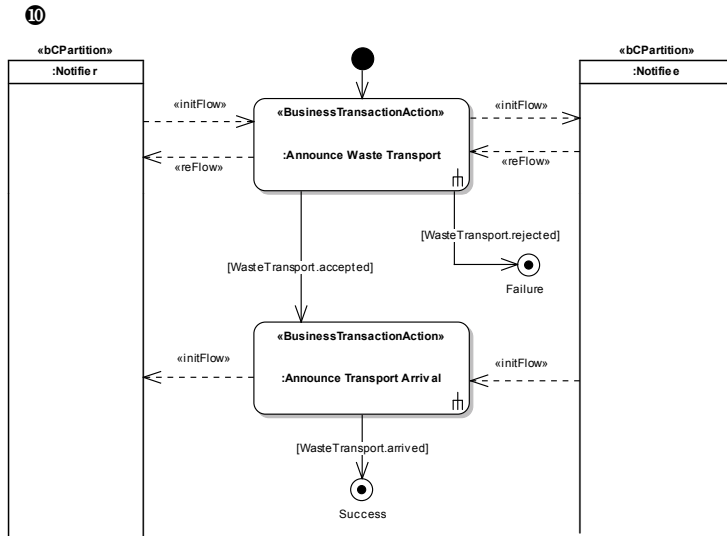 ❿
«bCPartition»
:Notifier
«bCPartition»
:Notifiee
«initFlow»
«BusinessTransactionAction»
«initFlow»
:Announce Waste Transport
«reFlow»
«reFlow»
[WasteTransport.rejected]
[WasteTransport.accepted]
Failure
«BusinessTransactionAction»
«initFlow»
«initFlow»
:Announce Transport Arrival
[WasteTransport.arrived]
Success